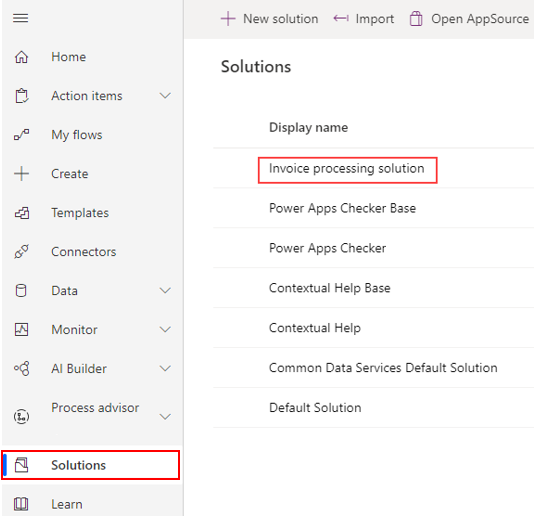 New solution Import Open AppSource
Home
Action items
My flows
Create
Templates
Connectors
Data
Monitor
AI Builder
Process advisor
Solutions
Learn
Solutions
Display name
Invoice processing solution
Power Apps Checker Base
Power Apps Checker
Contextual Help Base
Contextual Help
Common Data Services Default Solution
Default Solution